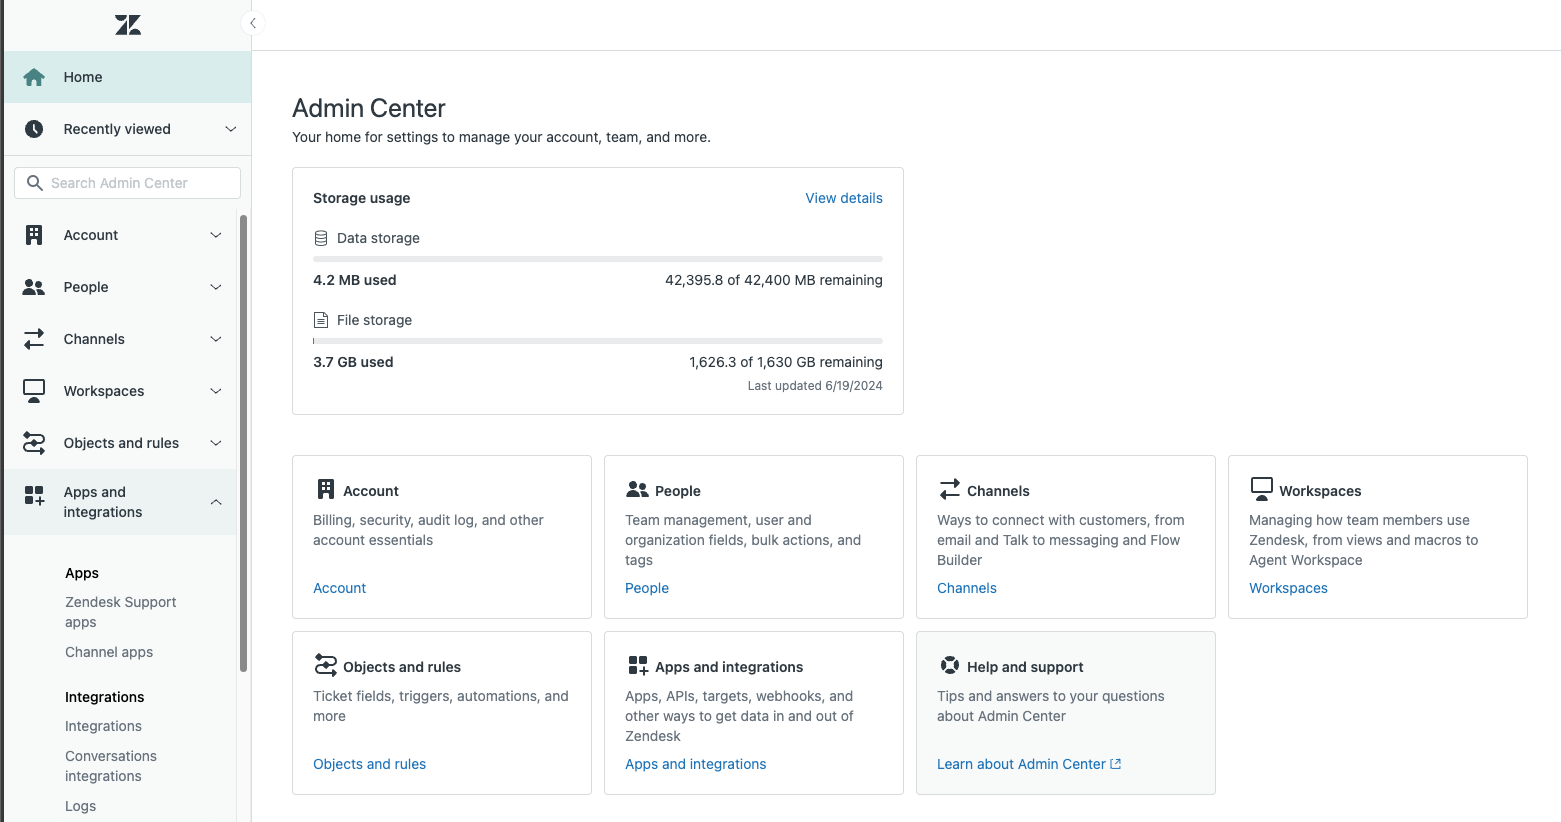 Home
Recently viewed
Search Admin Center
Account
People
Channels
Workspaces
Objects and rules
Apps and
integrations
Apps
Zendesk Support
apps
Channel apps
Integrations
Integrations
Conversations
integrations
Logs
Admin Center
Your home for settings to manage your account, team, and more.
Storage usage
View details
Data storage
4.2 MB used
42,395.8 of 42,400 MB remaining
File storage
3.7 GB used
1,626.3 of 1,630 GB remaining
Last updated 6/19/2024
Account
Billing, security, audit log, and other
account essentials
Account
People
Team management, user and
organization fields, bulk actions, and
tags
People
Channels
Ways to connect with customers, from
email and Talk to messaging and Flow
Builder
Channels
Workspaces
Managing how team members use
Zendesk, from views and macros to
Agent Workspace
Workspaces
Objects and rules
Ticket fields, triggers, automations, and
more
Objects and rules
Apps and integrations
Apps, APIs, targets, webhooks, and
other ways to get data in and out of
Zendesk
Apps and integrations
Help and support
Tips and answers to your questions
about Admin Center
Learn about Admin Center